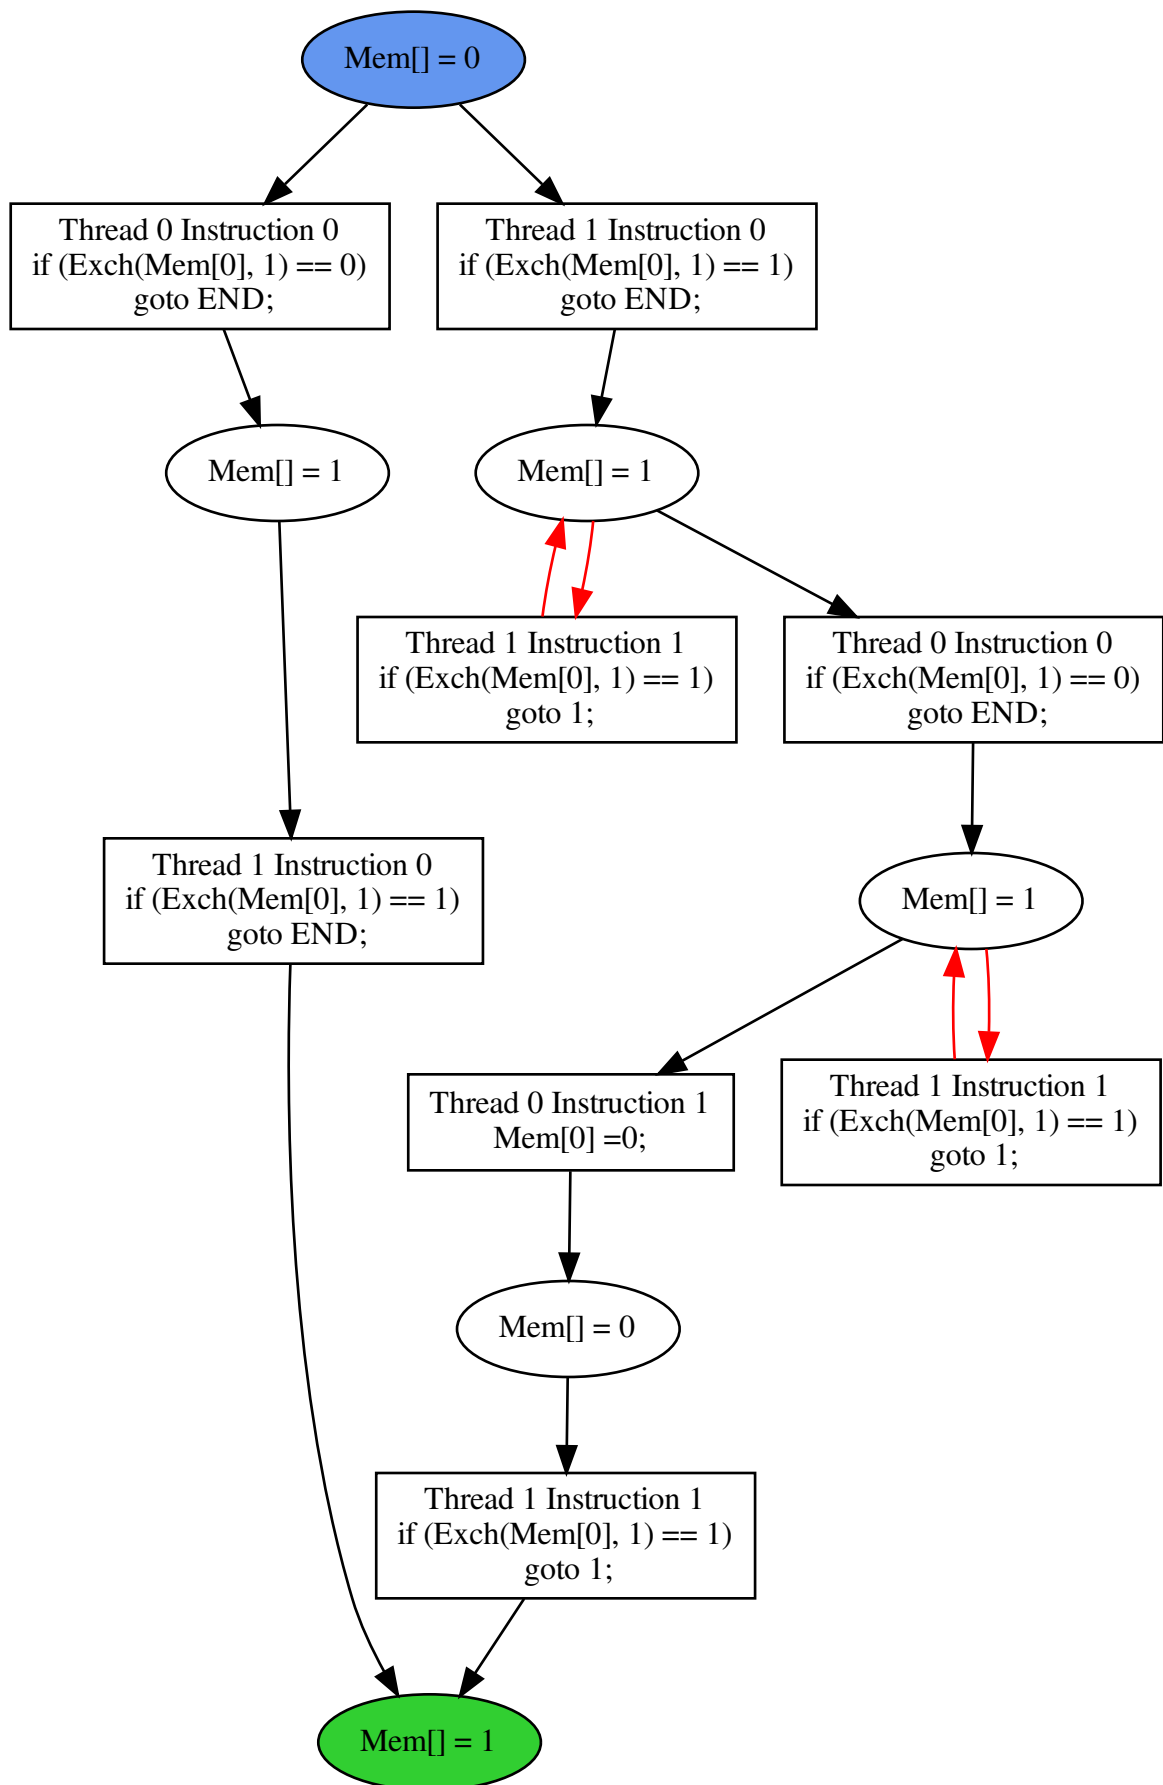 Mem[] = 0
Thread 0 Instruction 0
if (Exch(Mem[0], 1) == 0)
goto END;
Thread 1 Instruction 0
if (Exch(Mem[0], 1) == 1)
goto END;
Mem[] = 1
Mem[] = 1
Thread 1 Instruction 1
if (Exch(Mem[0], 1) == 1)
goto 1;
Thread 0 Instruction 0
if (Exch(Mem[0], 1) == 0)
goto END;
Thread 1 Instruction 0
if (Exch(Mem[0], 1) == 1)
goto END;
Mem[] = 1
Thread 0 Instruction 1
Mem[0] =0;
Thread 1 Instruction 1
if (Exch(Mem[0], 1) == 1)
goto 1;
Mem[] = 0
Thread 1 Instruction 1
if (Exch(Mem[0], 1) == 1)
goto 1;
Mem[] = 1